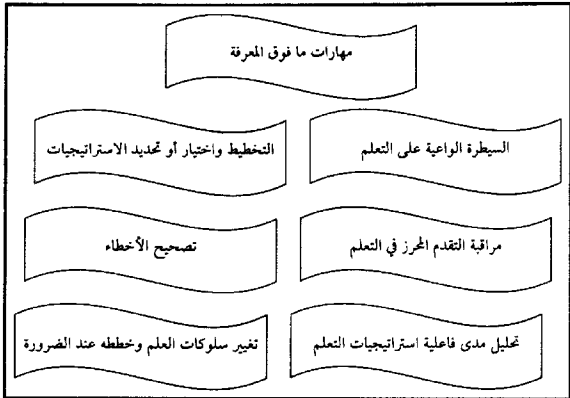 مهارات ما فوق المعرفة
السيطرة الواعية على التعلم
التخطيط واختيار أو تحديد الاستراتيجيات
مراقبة التقدم المحرز في التعلم
تصحيح الأخطاء
تحليل مدى فاعلية استراتيجيات التعلم
تغيير سلوكات العلم وخططه عند الضرورة